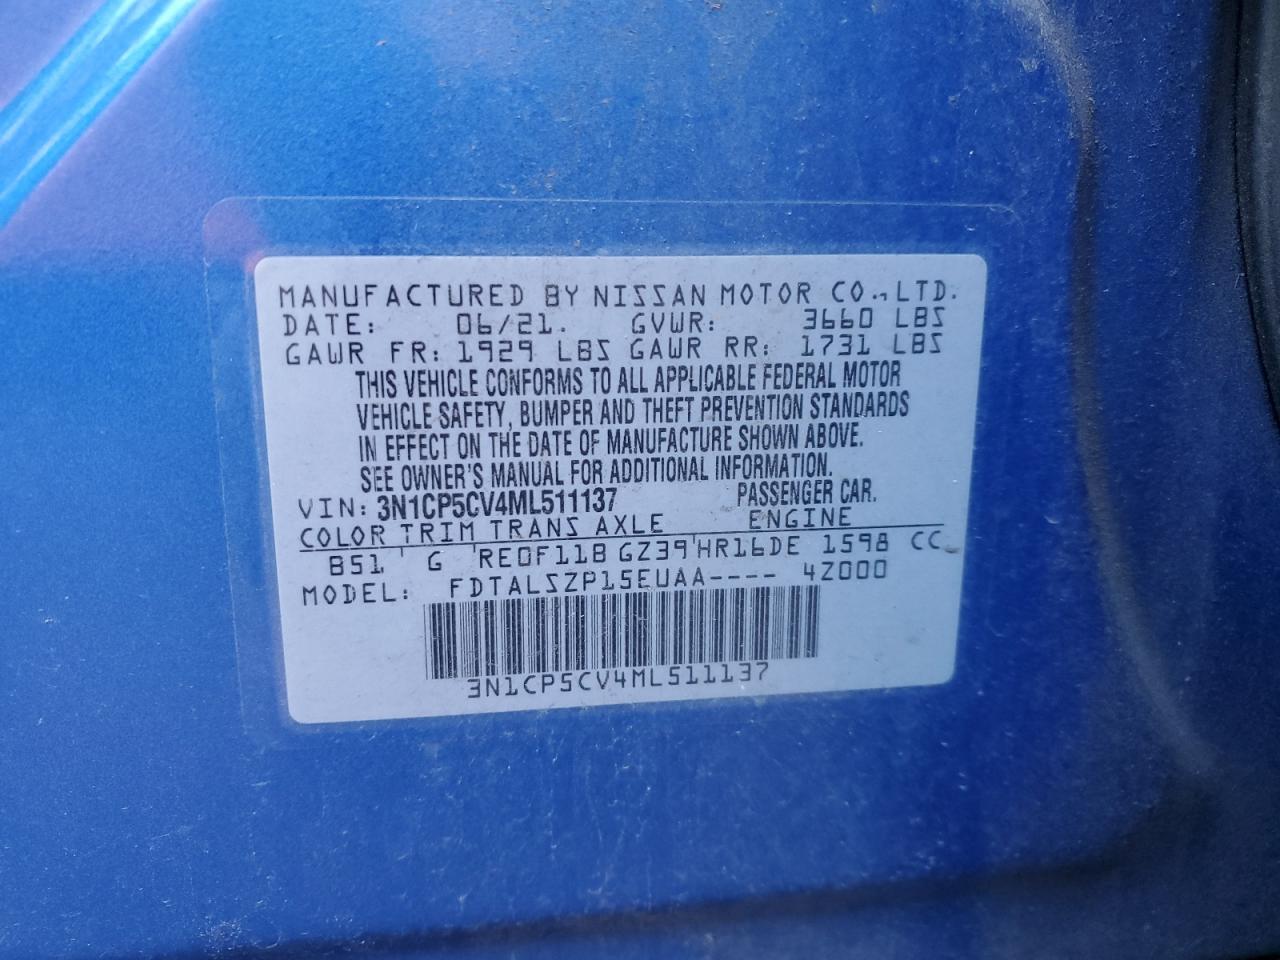 MANUFACTURED BY NISSAN MOTOR CO., LTD.
DATE: 06/21. GVWR: 3660 LBS
GAWR FR: 1929 LBS GAWR RR: 1731 LBS
THIS VEHICLE CONFORMS TO ALL APPLICABLE FEDERAL MOTOR
VEHICLE SAFETY, BUMPER AND THEFT PREVENTION STANDARDS
IN EFFECT ON THE DATE OF MANUFACTURE SHOWN ABOVE.
SEE OWNER'S MANUAL FOR ADDITIONAL INFORMATION.
VIN: 3N1CP5CV4ML511137 PASSENGER CAR.
COLOR TRIM TRANS AXLE ENGINE
B51 ' G 'RE0F11B GZ39'HR16DE 1598 CC
MODEL: FDTALSZP15EUAA---- 4Z000
3N1CP5CV4ML511137